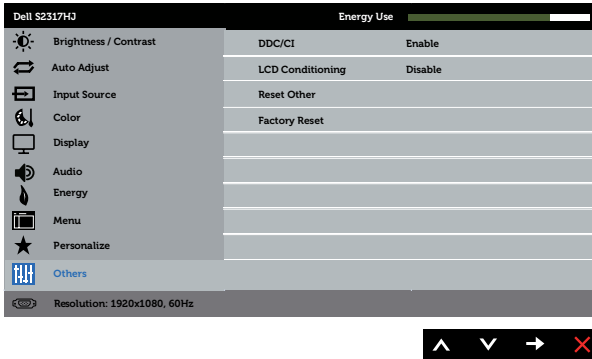 Dell S2317HJ Energy Use
Brightness / Contrast DDC/CI Enable
Auto Adjust LCD Conditioning Disable
Input Source Reset Other
Color Factory Reset
Display
Audio
Energy
Menu
Personalize
Others
Resolution: 1920x1080, 60Hz